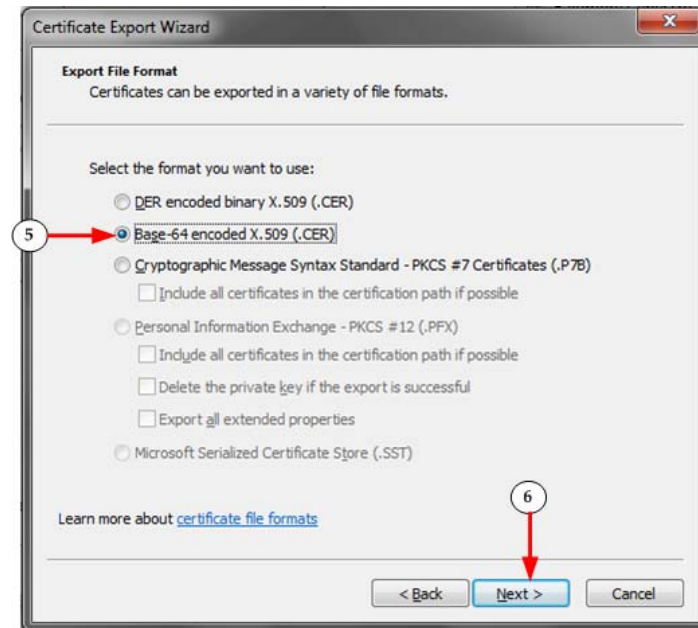 Certificate Export Wizard
Export File Format
Certificates can be exported in a variety of file formats.
Select the format you want to use:
DER encoded binary X.509 (.CER)
5
Base-64 encoded X.509 (.CER)
Cryptographic Message Syntax Standard - PKCS #7 Certificates (.P7B)
Include all certificates in the certification path if possible
Personal Information Exchange - PKCS #12 (.PFX)
Include all certificates in the certification path if possible
Delete the private key if the export is successful
Export all extended properties
Microsoft Serialized Certificate Store (.SST)
6
Learn more about certificate file formats
< Back Next > Cancel